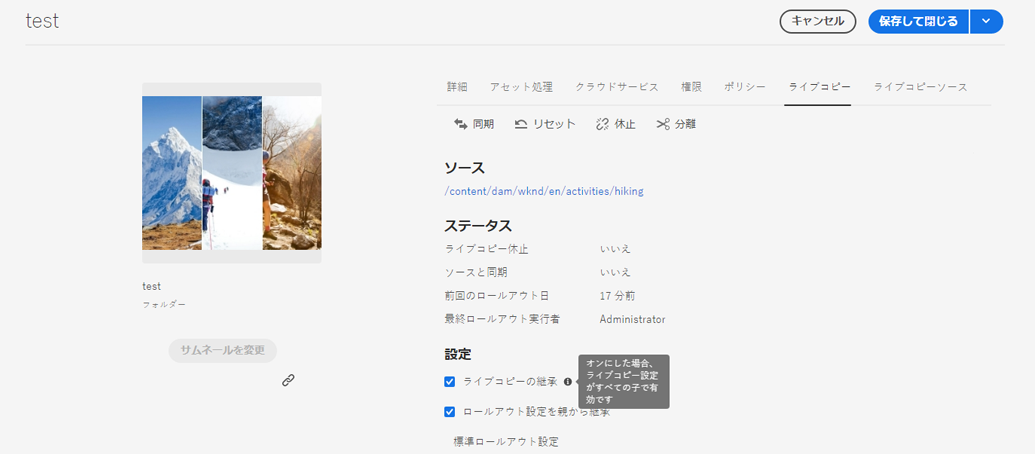 test
キャンセル
保存して閉じる
詳細 アセット処理 クラウドサービス 権限 ポリシー ライブコピー ライブコピーソース
同期 リセット 休止 分離
ソース
/content/dam/wknd/en/activities/hiking
ステータス
ライブコピー休止 いいえ
ソースと同期 いいえ
前回のロールアウト日 17 分前
最終ロールアウト実行者 Administrator
test
フォルダー
サムネールを変更
設定
ライブコピーの継承
オンにした場合、
ライブコピー設定
がすべての子で有
効です
ロールアウト設定を親から継承
標準ロールアウト設定